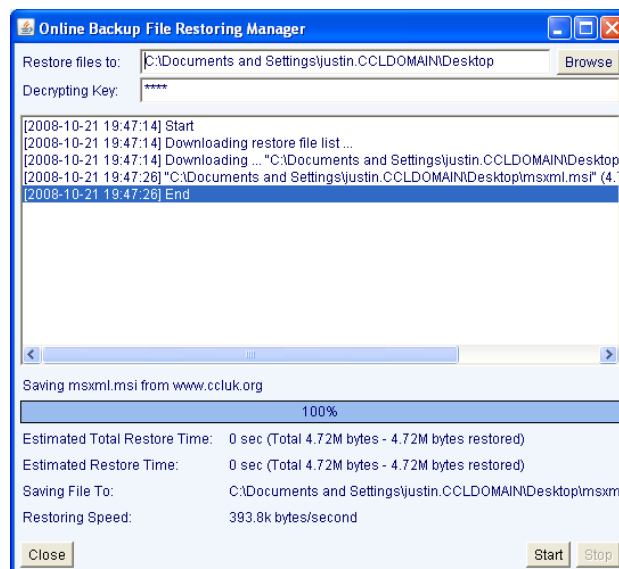 Online Backup File Restoring Manager
Restore files to: C:\Documents and Settings\justin.CCLDOMAIN\Desktop Browse
Decrypting Key: ****
[2008-10-21 19:47:14] Start
[2008-10-21 19:47:14] Downloading restore file list ...
[2008-10-21 19:47:14] Downloading ... "C:\Documents and Settings\justin.CCLDOMAIN\Desktop
[2008-10-21 19:47:26] "C:\Documents and Settings\justin.CCLDOMAIN\Desktop\msxml.msi" (4.7
[2008-10-21 19:47:26] End
Saving msxml.msi from www.ccluk.org
100%
Estimated Total Restore Time: 0 sec (Total 4.72M bytes - 4.72M bytes restored)
Estimated Restore Time: 0 sec (Total 4.72M bytes - 4.72M bytes restored)
Saving File To: C:\Documents and Settings\justin.CCLDOMAIN\Desktop\msxm
Restoring Speed: 393.8k bytes/second
Close Start Stop